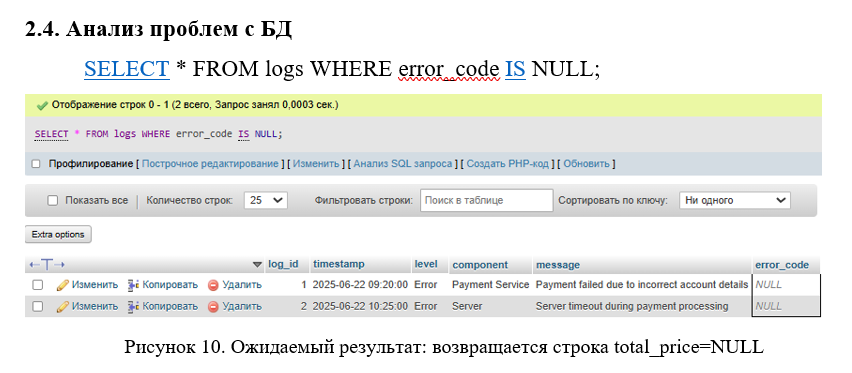 2.4. Анализ проблем с БД
SELECT * FROM logs WHERE error_code IS NULL;
Отображение строк 0 - 1 (2 всего, Запрос занял 0,0003 сек.)
SELECT * FROM logs WHERE error_code IS NULL;
Профилирование [ Построчное редактирование ] [ Изменить ] [ Анализ SQL запроса ] [ Создать PHP-код ] [ Обновить ]
Показать все Количество строк: 25 Фильтровать строки: Поиск в таблице Сортировать по ключу: Ни одного
Extra options
log_id timestamp level component message error_code
Изменить Копировать Удалить 1 2025-06-22 09:20:00 Error Payment Service Payment failed due to incorrect account details NULL
Изменить Копировать Удалить 2 2025-06-22 10:25:00 Error Server Server timeout during payment processing NULL
Рисунок 10. Ожидаемый результат: возвращается строка total_price=NULL